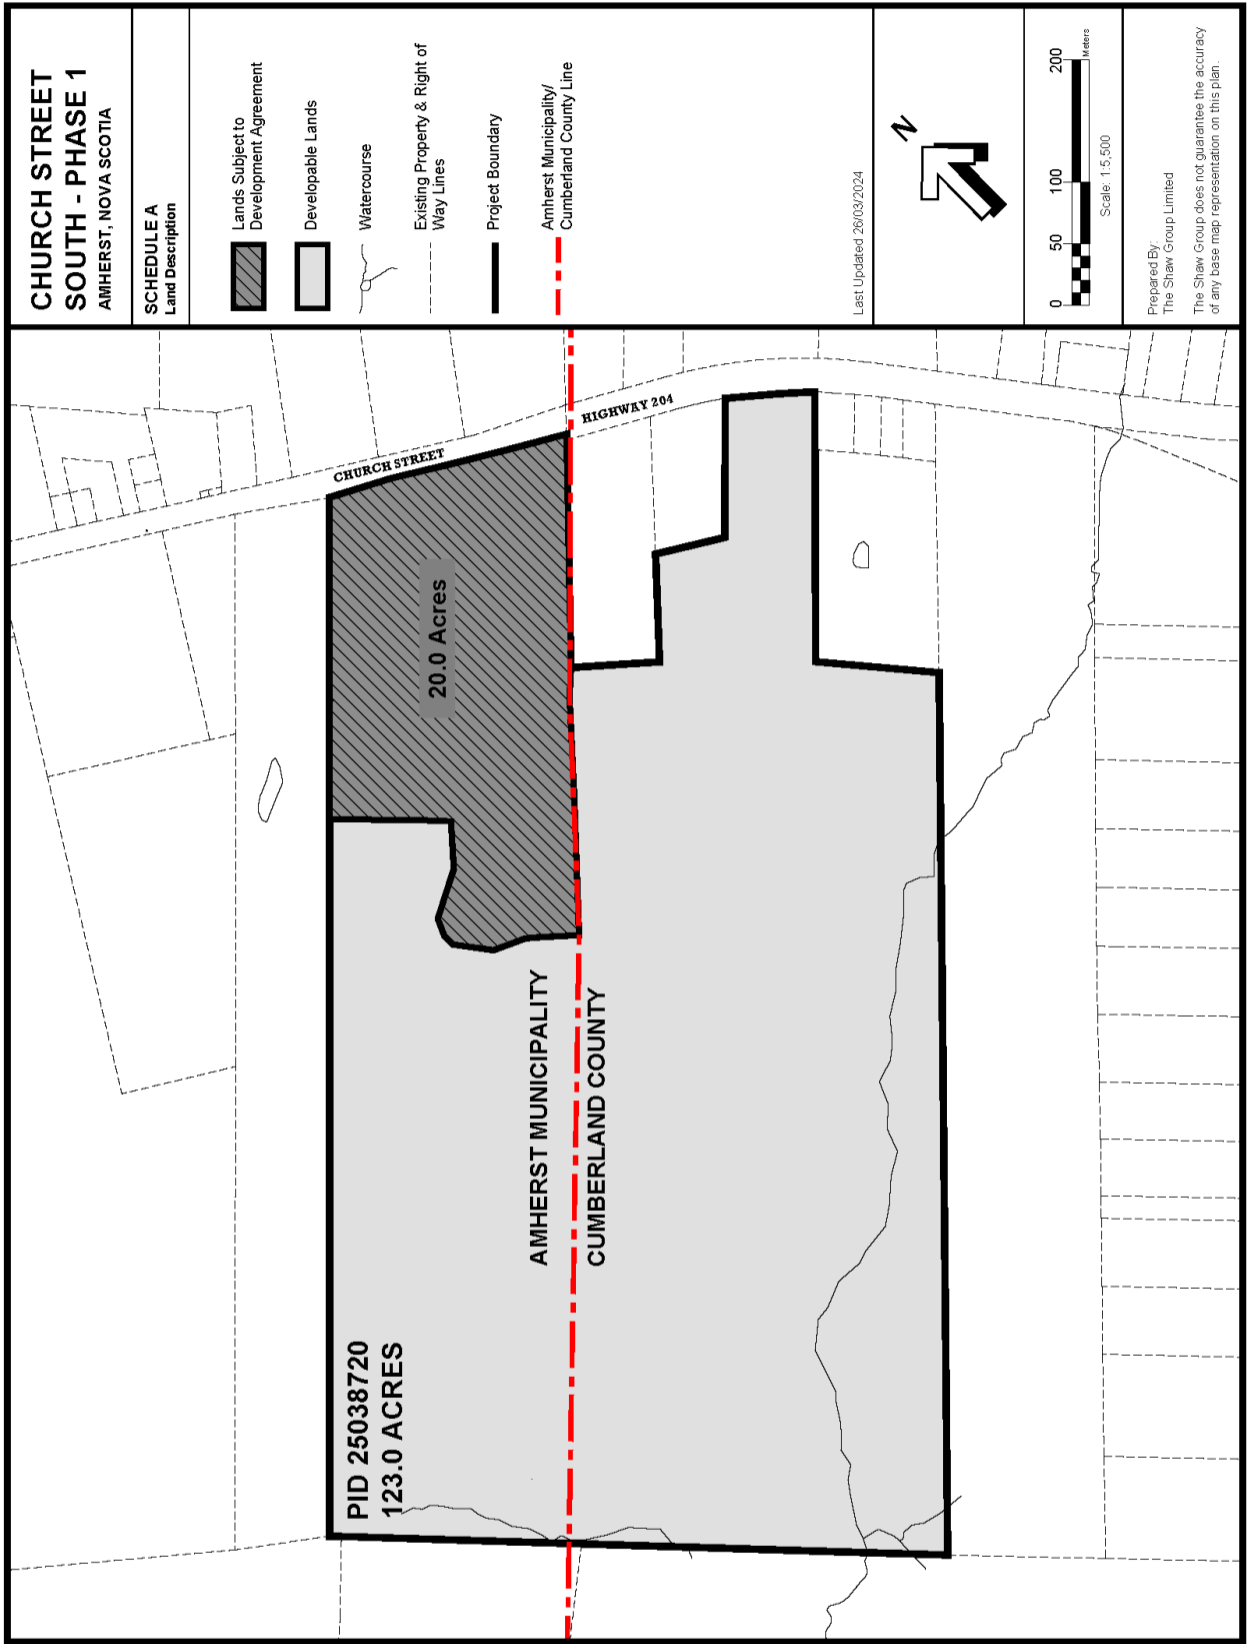 CHURCH STREET
SOUTH - PHASE 1
AMHERST, NOVA SCOTIA
SCHEDULE A
Land Description
Lands Subject to
Development Agreement
Developable Lands
Watercourse
Existing Property & Right of
Way Lines
Project Boundary
Amherst Municipality/
Cumberland County Line
Last Updated 26/03/2024
N
0 50 100 200
Meters
Scale: 1:5,500
Prepared By:
The Shaw Group Limited
The Shaw Group does not guarantee the accuracy
of any base map representation on this plan.
CHURCH STREET
HIGHWAY 204
20.0 Acres
AMHERST MUNICIPALITY
CUMBERLAND COUNTY
PID 25038720
123.0 ACRES